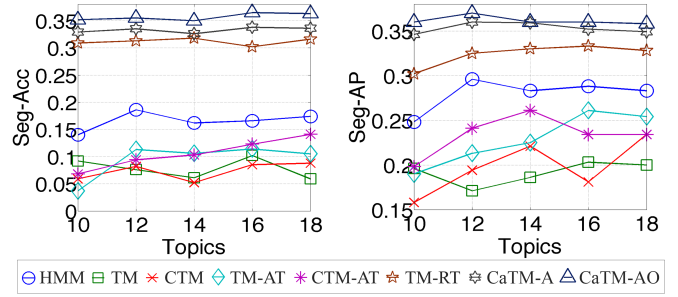 Seg-Acc
0.35
0.3
0.25
0.2
0.15
0.1
0.05
0
10 12 14 16 18
Topics
Seg-AP
0.35
0.3
0.25
0.2
0.15
10 12 14 16 18
Topics
HMM TM CTM TM-AT CTM-AT TM-RT CaTM-A CaTM-AO